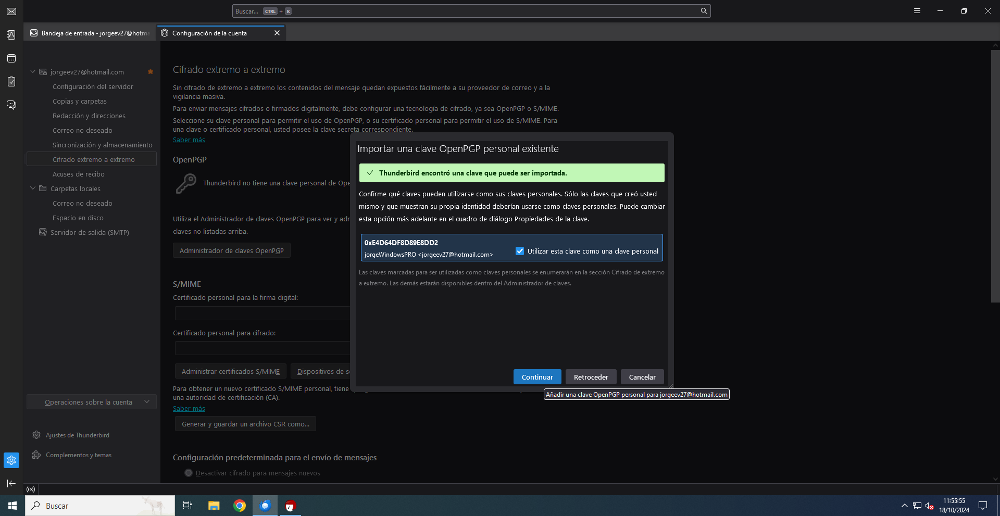 Buscar... CTRL + K
Bandeja de entrada - jorgeev27@hotma
Configuración de la cuenta
jorgeev27@hotmail.com
Configuración del servidor
Copias y carpetas
Redacción y direcciones
Correo no deseado
Sincronización y almacenamiento
Cifrado extremo a extremo
Acuses de recibo
Carpetas locales
Correo no deseado
Espacio en disco
Servidor de salida (SMTP)
Operaciones sobre la cuenta
Ajustes de Thunderbird
Complementos y temas
Cifrado extremo a extremo
Sin cifrado de extremo a extremo los contenidos del mensaje quedan expuestos fácilmente a su proveedor de correo y a la
vigilancia masiva.
Para enviar mensajes cifrados o firmados digitalmente, debe configurar una tecnología de cifrado, ya sea OpenPGP o S/MIME.
Seleccione su clave personal para permitir el uso de OpenPGP, o su certificado personal para permitir el uso de S/MIME. Para
una clave o certificado personal, usted posee la clave secreta correspondiente.
Saber más
OpenPGP
Thunderbird no tiene una clave personal de Ope
Utiliza el Administrador de claves OpenPGP para ver y adr
claves no listadas arriba.
Administrador de claves OpenPGP
S/MIME
Certificado personal para la firma digital:
Certificado personal para cifrado:
Administrar certificados S/MIME
Dispositivos de se
Para obtener un nuevo certificado S/MIME personal, tiene
una autoridad de certificación (CA).
Saber más
Generar y guardar un archivo CSR como...
Configuración predeterminada para el envío de mensajes
Desactivar cifrado para mensajes nuevos
Importar una clave OpenPGP personal existente
Thunderbird encontró una clave que puede ser importada.
Confirme qué claves pueden utilizarse como sus claves personales. Sólo las claves que creó usted
mismo y que muestran su propia identidad deberían usarse como claves personales. Puede cambiar
esta opción más adelante en el cuadro de diálogo Propiedades de la clave.
0xE4D64DF8D89E8DD2
jorgeWindowsPRO <jorgeev27@hotmail.com>
Utilizar esta clave como una clave personal
Las claves marcadas para ser utilizadas como claves personales se enumerarán en la sección Cifrado de extremo
a extremo. Las demás estarán disponibles dentro del Administrador de claves.
Continuar
Retroceder
Cancelar
Añadir una clave OpenPGP personal para jorgeev27@hotmail.com
Buscar
11:55:55
18/10/2024